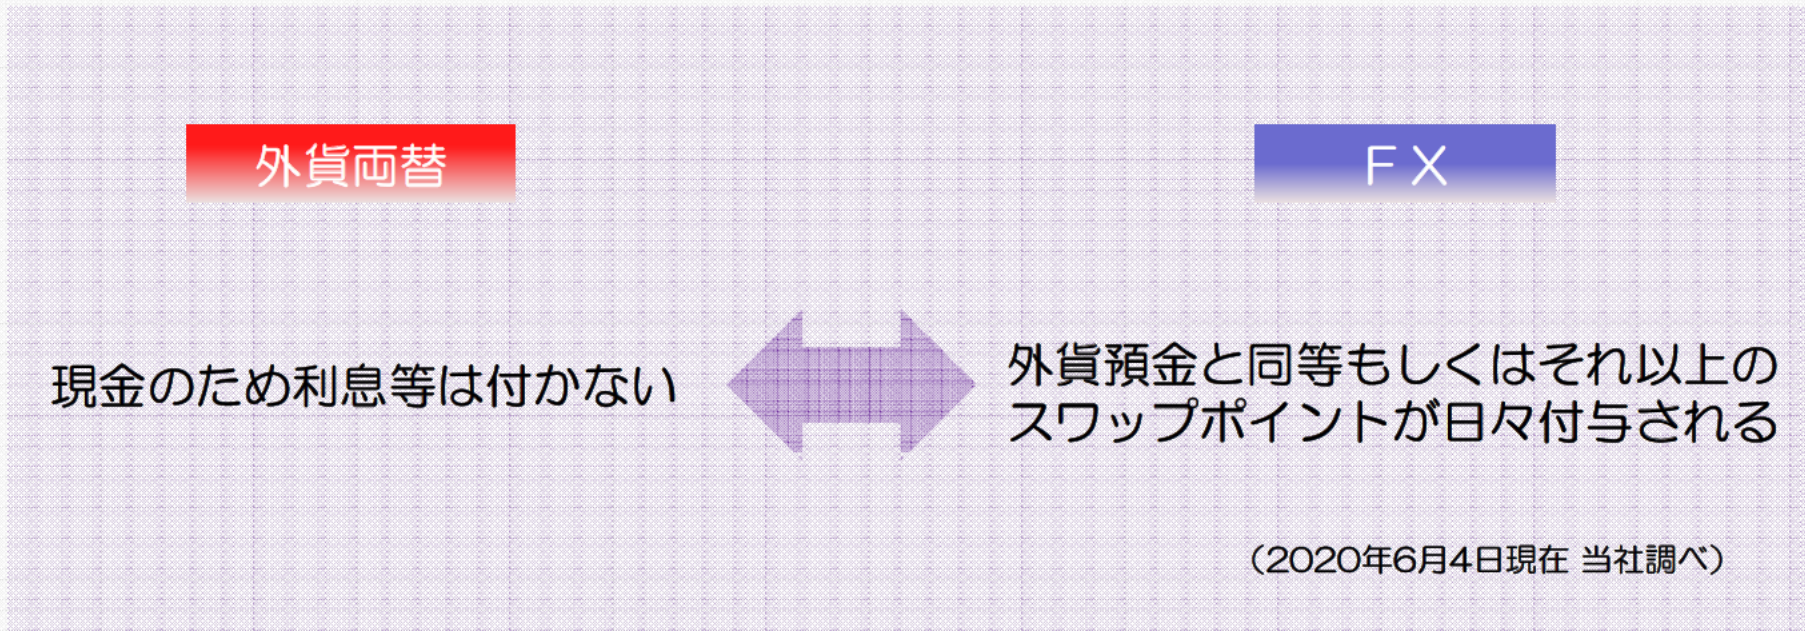 外貨両替
FX
現金のため利息等は付かない
外貨預金と同等もしくはそれ以上の
スワップポイントが日々付与される
（2020年6月4日現在 当社調べ）